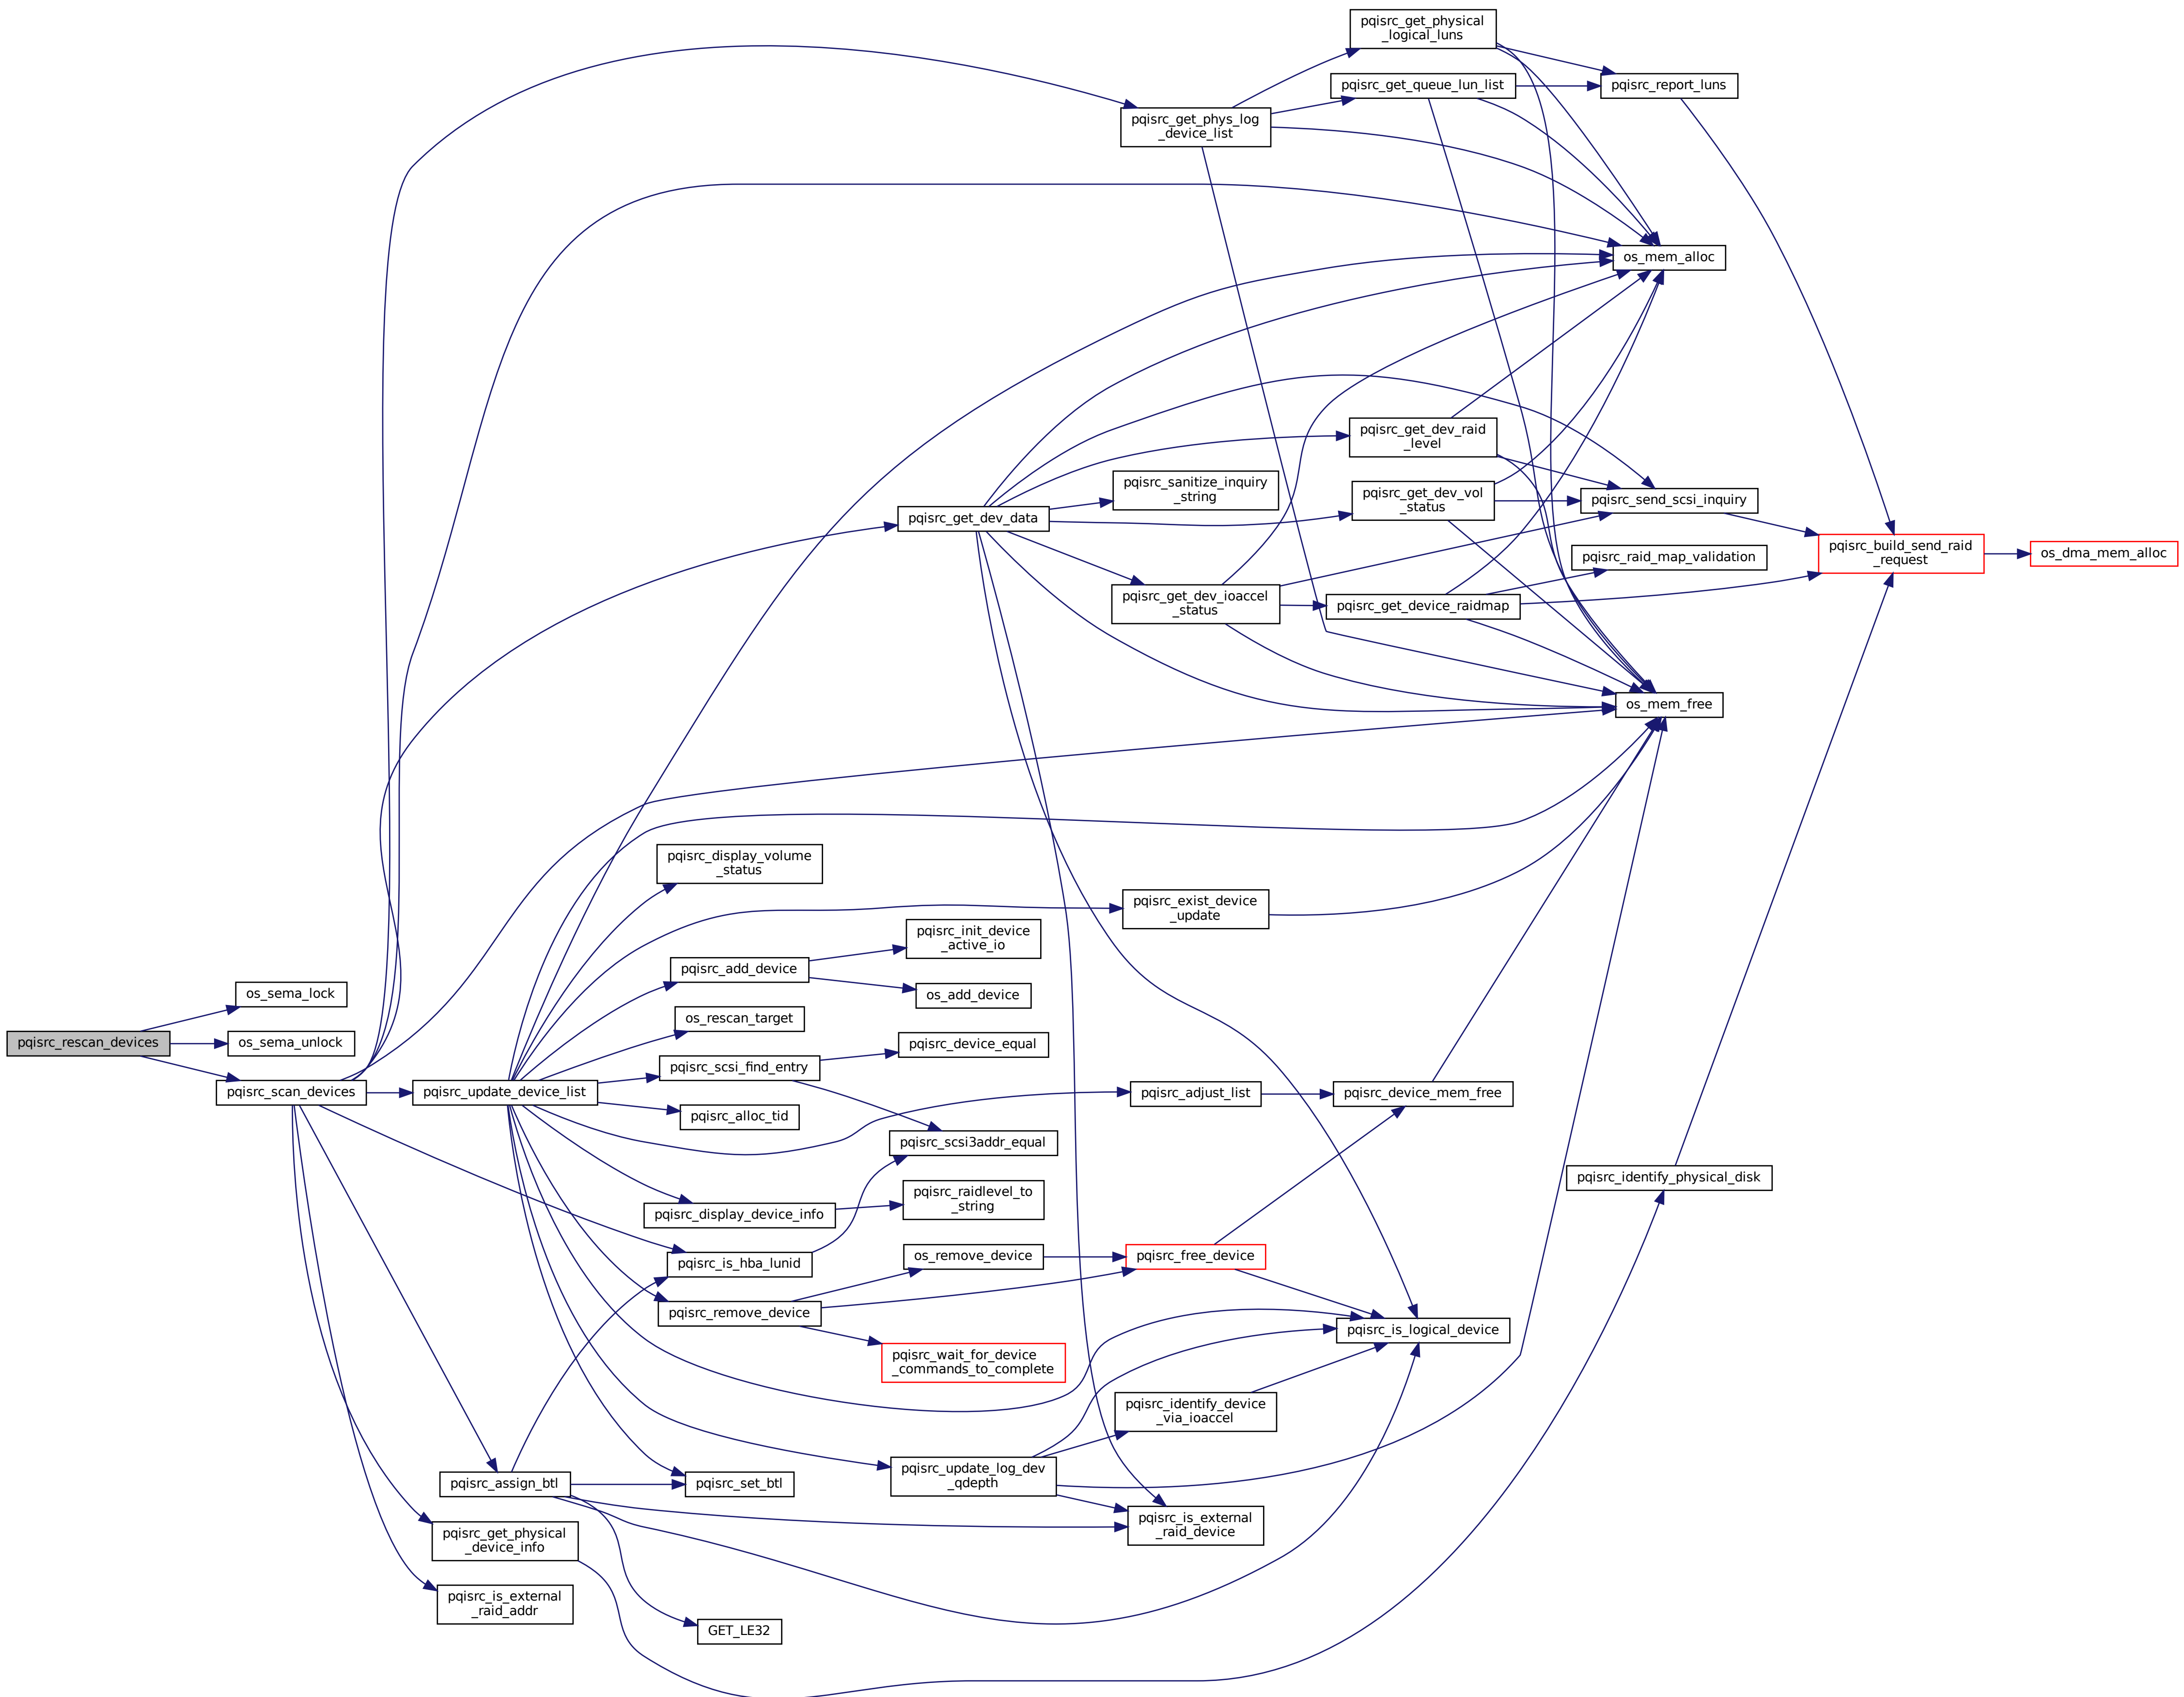 pqisrc_get_physical
_logical_luns
pqisrc_get_queue_lun_list
pqisrc_report_luns
pqisrc_get_phys_log
_device_list
os_mem_alloc
pqisrc_get_dev_raid
_level
pqisrc_sanitize_inquiry
_string
pqisrc_get_dev_vol
_status
pqisrc_send_scsi_inquiry
pqisrc_get_dev_data
pqisrc_raid_map_validation
pqisrc_build_send_raid
_request
os_dma_mem_alloc
pqisrc_get_dev_ioaccel
_status
pqisrc_get_device_raidmap
os_mem_free
pqisrc_display_volume
_status
pqisrc_exist_device
_update
pqisrc_init_device
_active_io
pqisrc_add_device
os_add_device
os_sema_lock
os_rescan_target
pqisrc_rescan_devices
os_sema_unlock
pqisrc_device_equal
pqisrc_scsi_find_entry
pqisrc_scan_devices
pqisrc_update_device_list
pqisrc_adjust_list
pqisrc_device_mem_free
pqisrc_alloc_tid
pqisrc_scsi3addr_equal
pqisrc_identify_physical_disk
pqisrc_raidlevel_to
_string
pqisrc_display_device_info
os_remove_device
pqisrc_free_device
pqisrc_is_hba_lunid
pqisrc_remove_device
pqisrc_is_logical_device
pqisrc_wait_for_device
_commands_to_complete
pqisrc_identify_device
_via_ioaccel
pqisrc_update_log_dev
_qdepth
pqisrc_assign_btl
pqisrc_set_btl
pqisrc_is_external
_raid_device
pqisrc_get_physical
_device_info
pqisrc_is_external
_raid_addr
GET_LE32